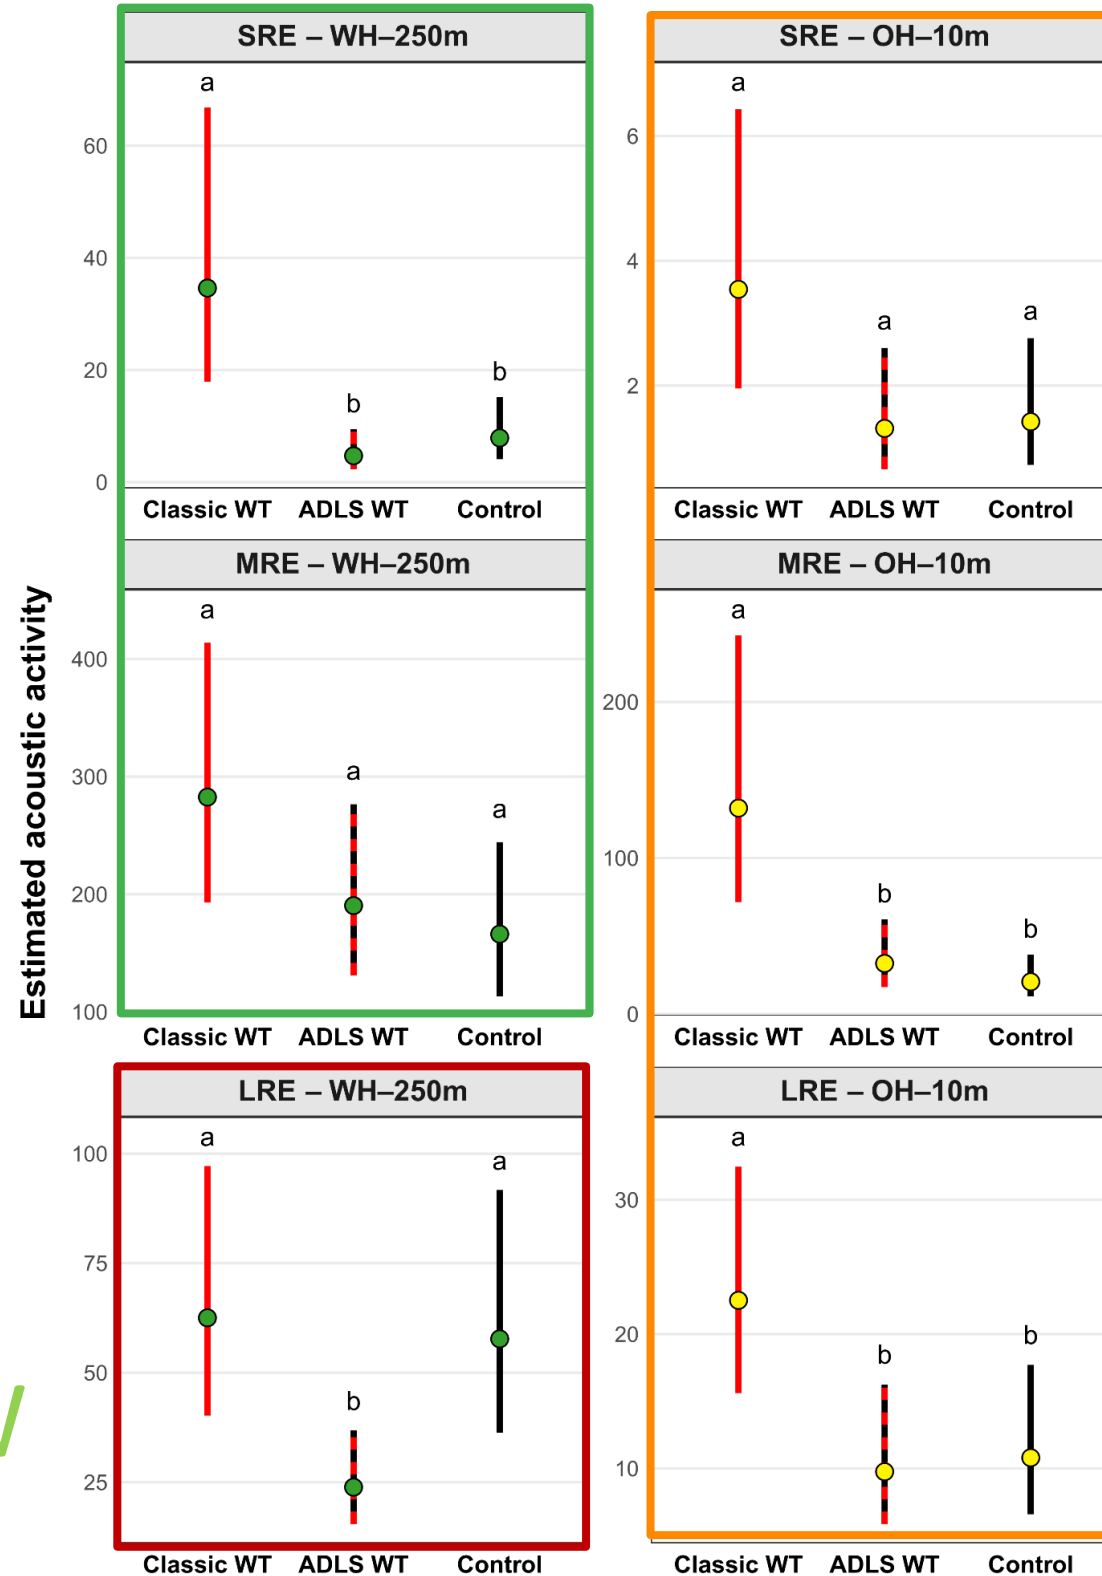 Estimated acoustic activity
SRE – WH–250m
a
b
b
60
40
20
0
Classic WT ADLS WT Control
SRE – OH–10m
a
a
a
6
4
2
Classic WT ADLS WT Control
MRE – WH–250m
a
a
a
400
300
200
100
Classic WT ADLS WT Control
MRE – OH–10m
a
b
b
200
100
0
Classic WT ADLS WT Control
LRE – WH–250m
a
b
a
100
75
50
25
Classic WT ADLS WT Control
LRE – OH–10m
a
b
b
30
20
10
Classic WT ADLS WT Control